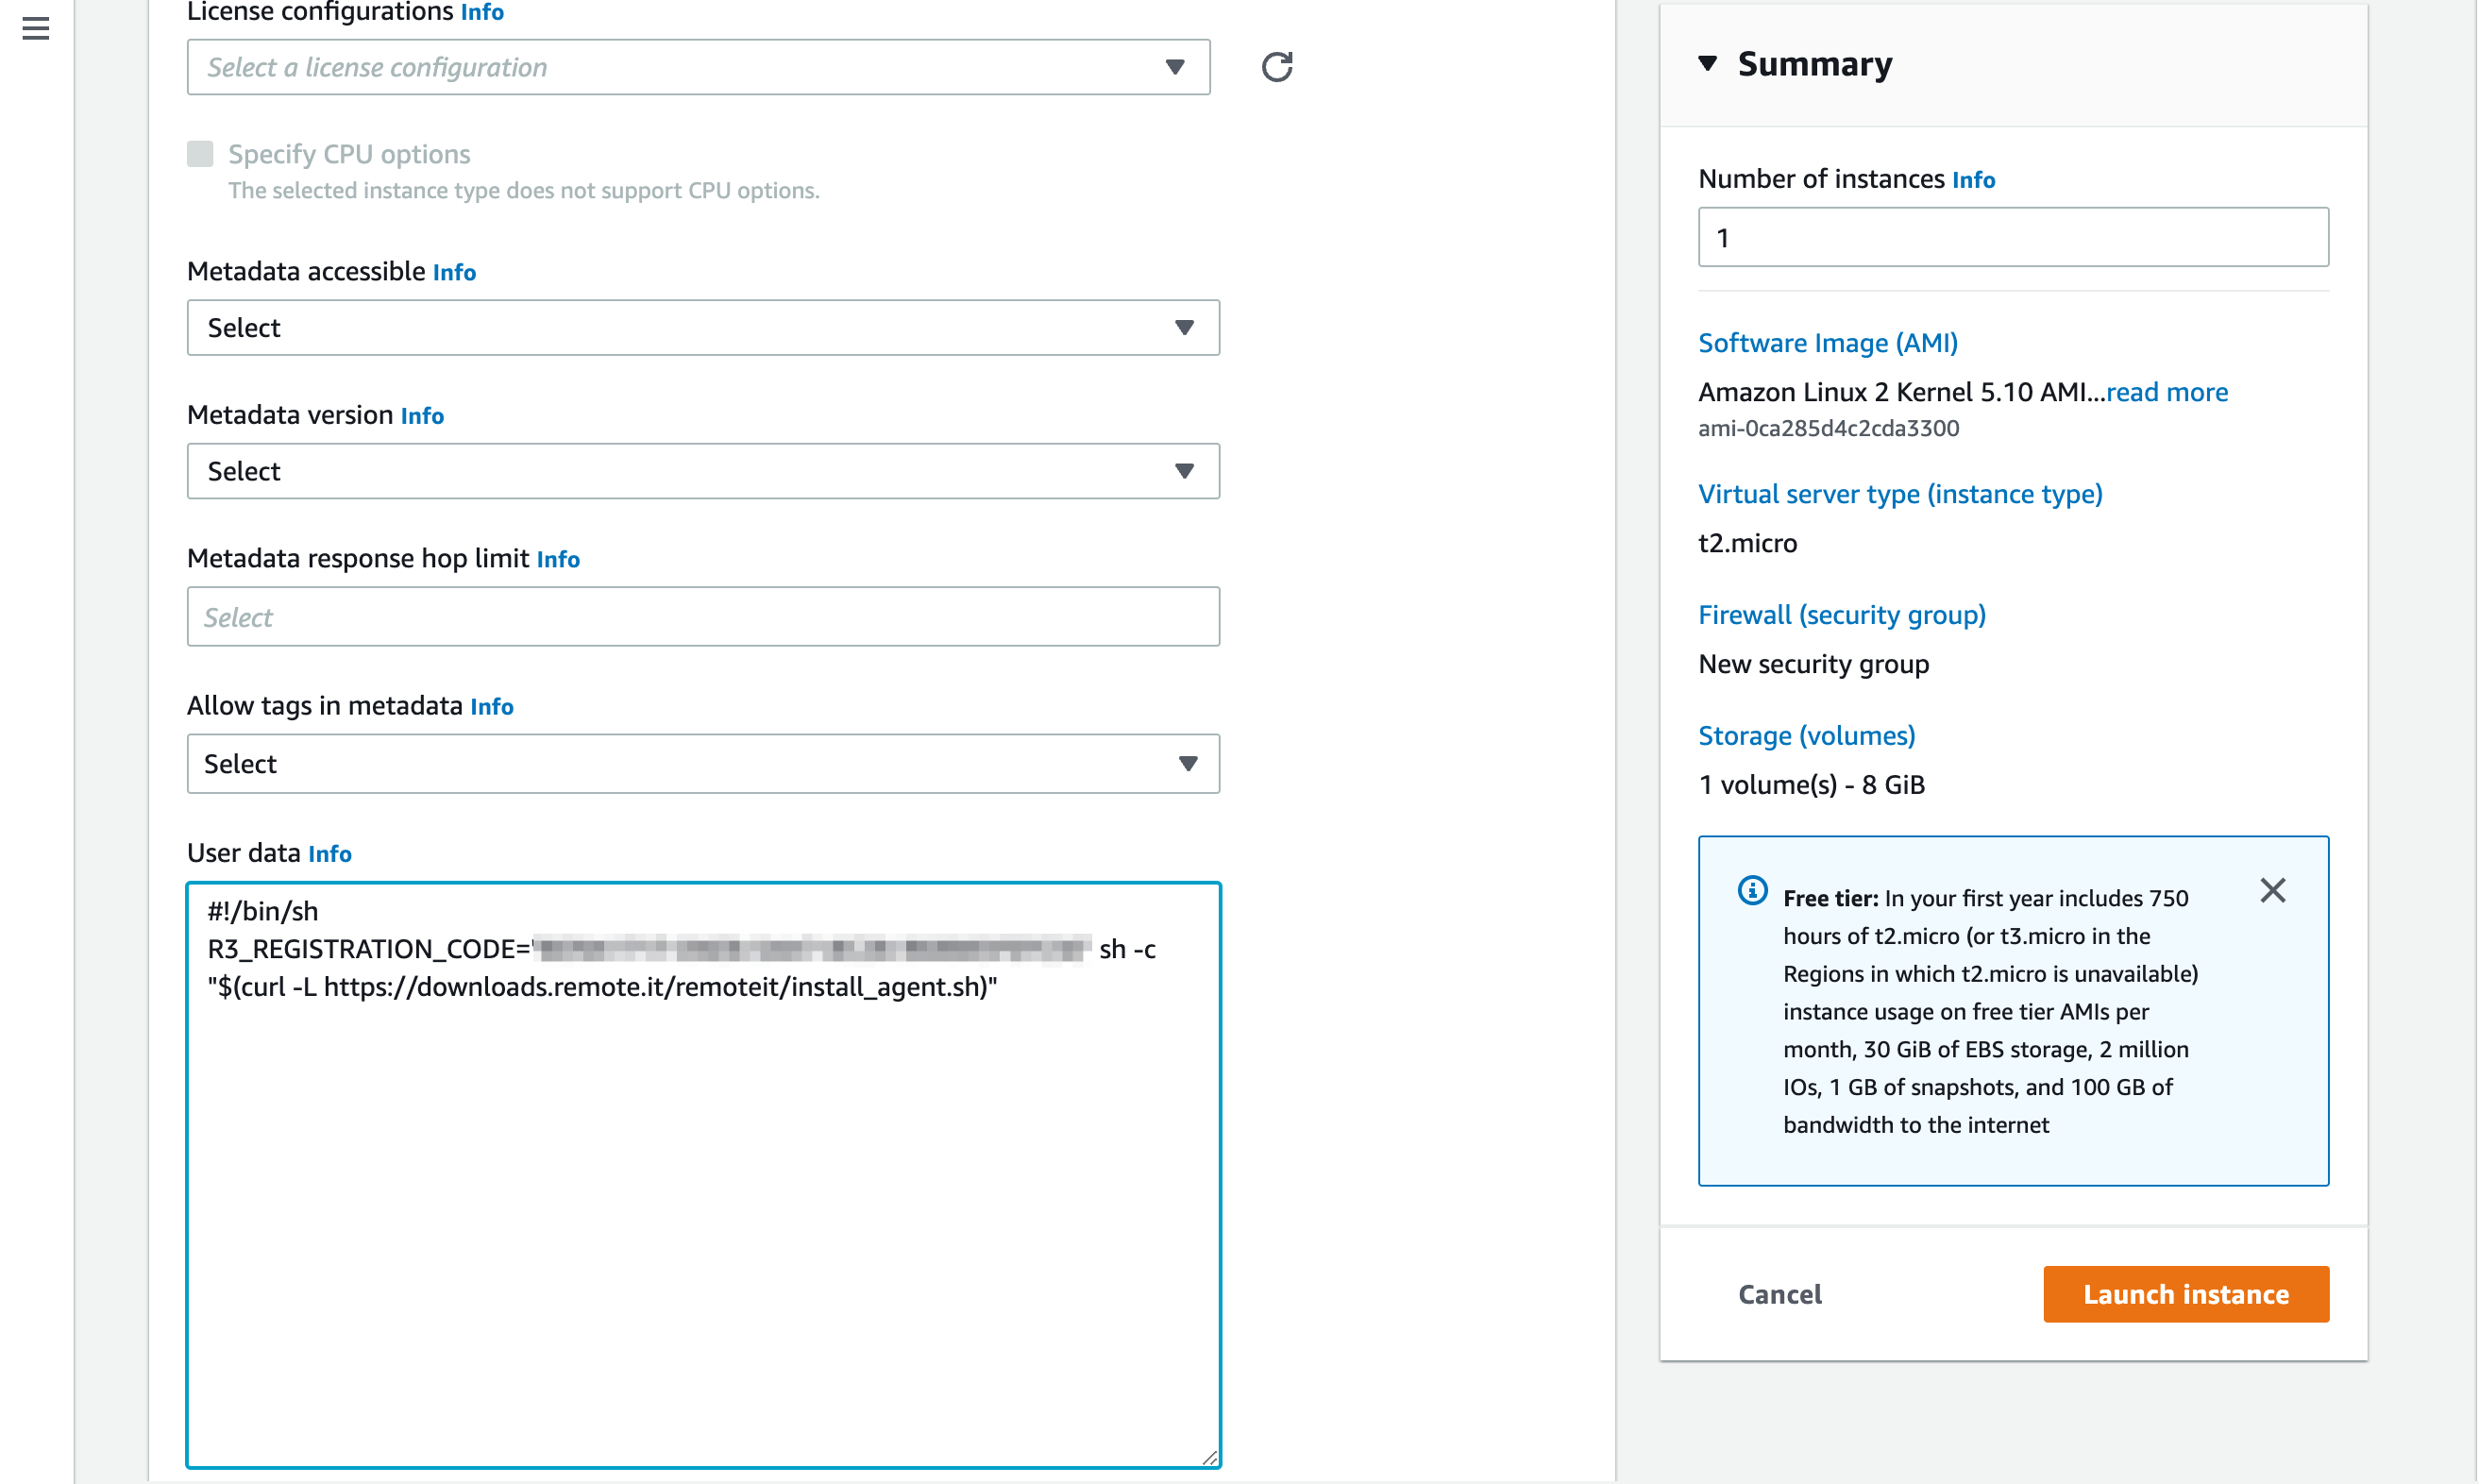 License configurations Info
Select a license configuration
Specify CPU options
The selected instance type does not support CPU options.
Metadata accessible Info
Select
Metadata version Info
Select
Metadata response hop limit Info
Select
Allow tags in metadata Info
Select
User data Info
#!/bin/sh
R3_REGISTRATION_CODE=" sh -c
"$(curl -L https://downloads.remote.it/remoteit/install_agent.sh)"
Summary
Number of instances Info
1
Software Image (AMI)
Amazon Linux 2 Kernel 5.10 AMI...read more
ami-0ca285d4c2cda3300
Virtual server type (instance type)
t2.micro
Firewall (security group)
New security group
Storage (volumes)
1 volume(s) - 8 GiB
Free tier: In your first year includes 750
hours of t2.micro (or t3.micro in the
Regions in which t2.micro is unavailable)
instance usage on free tier AMIs per
month, 30 GiB of EBS storage, 2 million
IOs, 1 GB of snapshots, and 100 GB of
bandwidth to the internet
Cancel
Launch instance